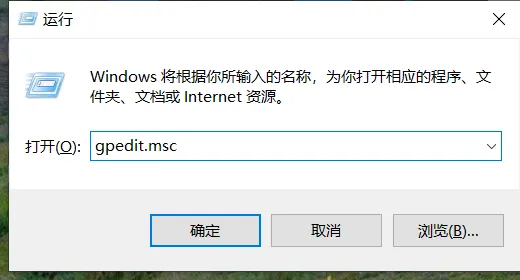 运行
Windows 将根据你所输入的名称，为你打开相应的程序、文
件夹、文档或 Internet 资源。
打开(O): gpedit.msc
确定 取消 浏览(B)...